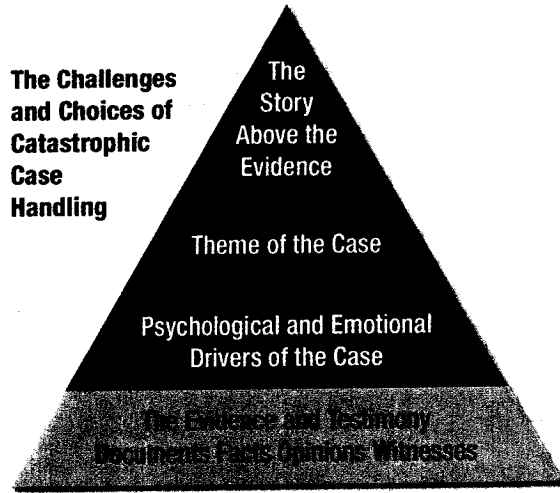 The Challenges
and Choices of
Catastrophic
Case
Handling
The
Story
Above the
Evidence
Theme of the Case
Psychological and Emotional
Drivers of the Case
The Evidence and Testimony
Documents Facts Opinions Witnesses